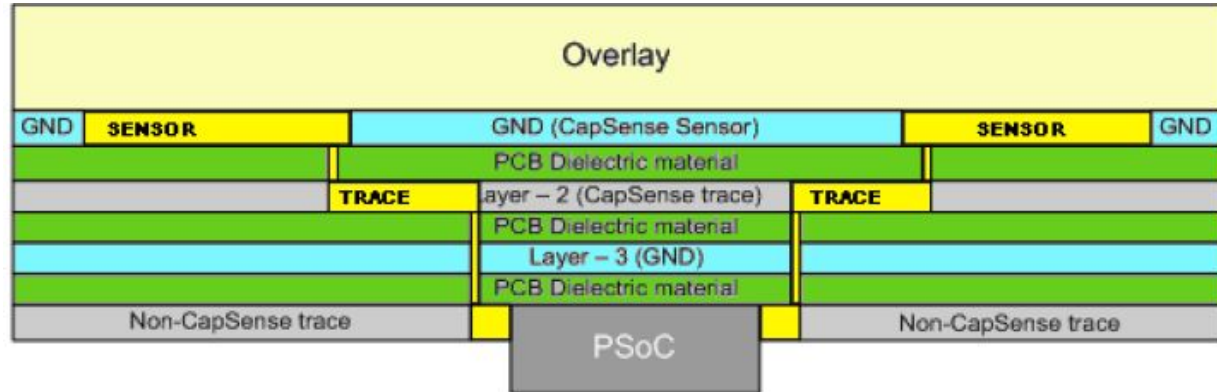 Overlay
GND SENSOR GND (CapSense Sensor) SENSOR GND
PCB Dielectric material
TRACE ayer – 2 (CapSense trace) TRACE
PCB Dielectric material
Layer – 3 (GND)
PCB Dielectric material
Non-CapSense trace Non-CapSense trace
PSoC